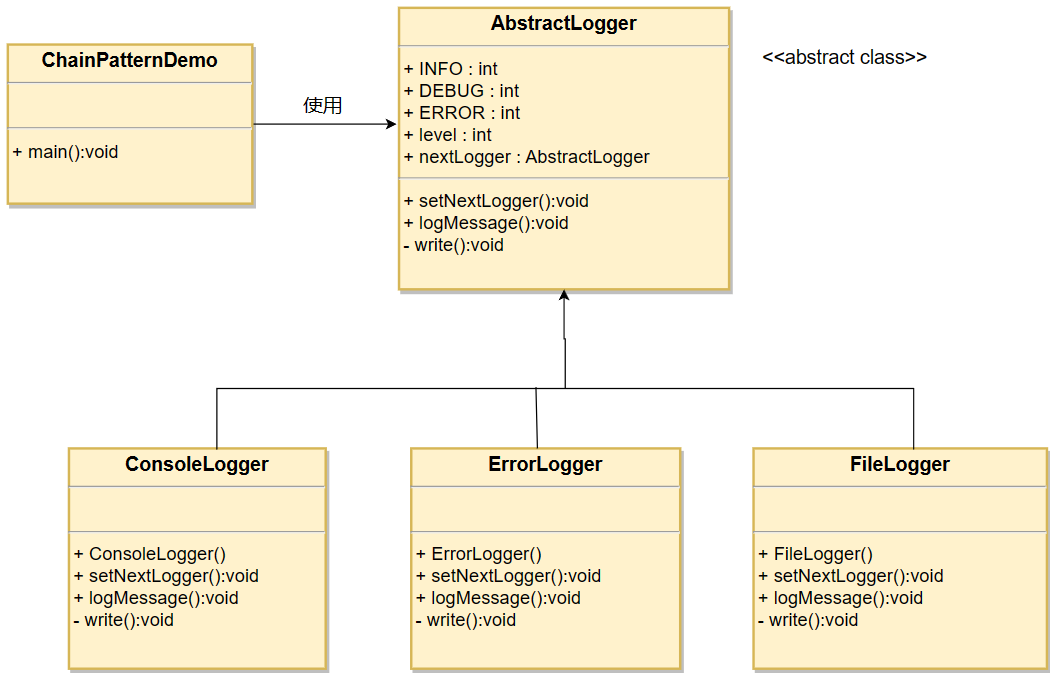 AbstractLogger
<<abstract class>>
+ INFO : int
+ DEBUG : int
+ ERROR : int
+ level : int
+ nextLogger : AbstractLogger
+ setNextLogger():void
+ logMessage():void
- write():void
ChainPatternDemo
+ main():void
使用
ConsoleLogger
+ ConsoleLogger()
+ setNextLogger():void
+ logMessage():void
- write():void
ErrorLogger
+ ErrorLogger()
+ setNextLogger():void
+ logMessage():void
- write():void
FileLogger
+ FileLogger()
+ setNextLogger():void
+ logMessage():void
- write():void